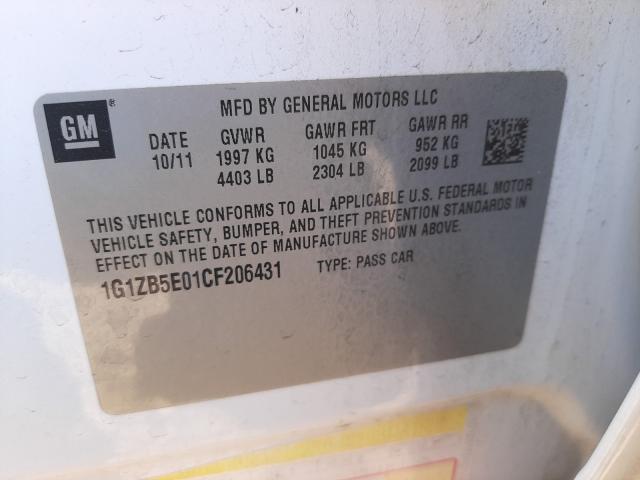 GM®
MFD BY GENERAL MOTORS LLC
DATE GVWR GAWR FRT GAWR RR
10/11 1997 KG 1045 KG 952 KG
4403 LB 2304 LB 2099 LB
THIS VEHICLE CONFORMS TO ALL APPLICABLE U.S. FEDERAL MOTOR
VEHICLE SAFETY, BUMPER, AND THEFT PREVENTION STANDARDS IN
EFFECT ON THE DATE OF MANUFACTURE SHOWN ABOVE.
1G1ZB5E01CF206431 TYPE: PASS CAR